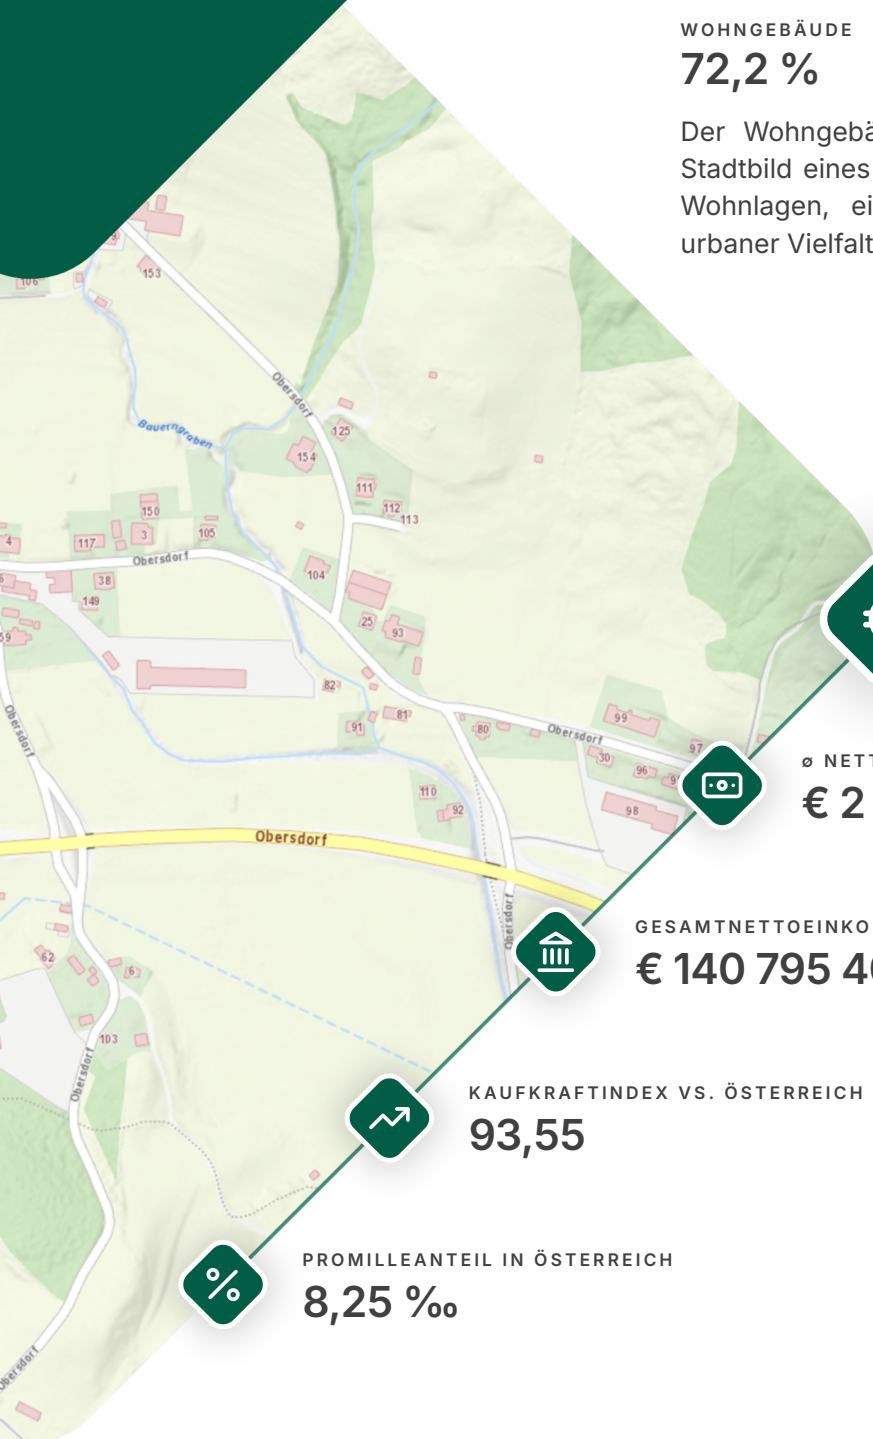 WOHNGEBÄUDE
72,2 %
Der Wohngebä
Stadtbild eines
Wohnlagen, ei
urbaner Vielfalt
153
106
Obersdorf
Bauerngraben
125
154
111
112
113
150
3
105
4
117
Obersdorf
104
38
149
25
93
59
82
Obersdorf
91
81
80
99
Obersdorf
97
30
96
98
110
92
Obersdorf
Obersdorf
62
6
103
Obersdorf
Obersdorf
ø NETT
€ 2
GESAMTNETTOEINKO
€ 140 795 4
KAUFKRAFTINDEX VS. ÖSTERREICH
93,55
PROMILLEANTEIL IN ÖSTERREICH
8,25 ‰